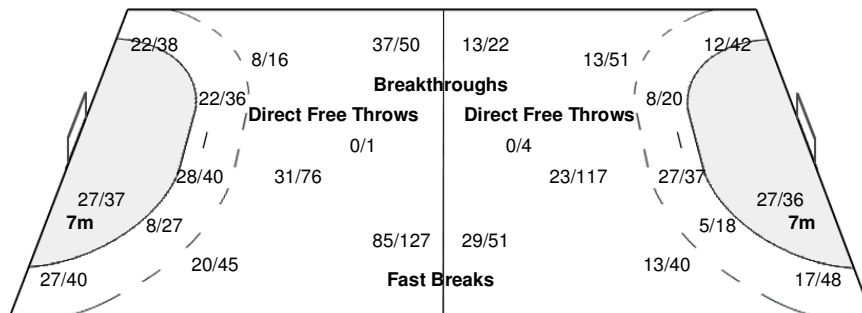 22/38 37/50 13/22 12/42
8/16 13/51
Breakthroughs
22/36 8/20
Direct Free Throws Direct Free Throws
0/1 0/4
28/40 31/76 23/117 27/37
27/37 27/36
7m 8/27 5/18 7m
85/127 29/51
20/45 13/40
27/40 Fast Breaks 17/48